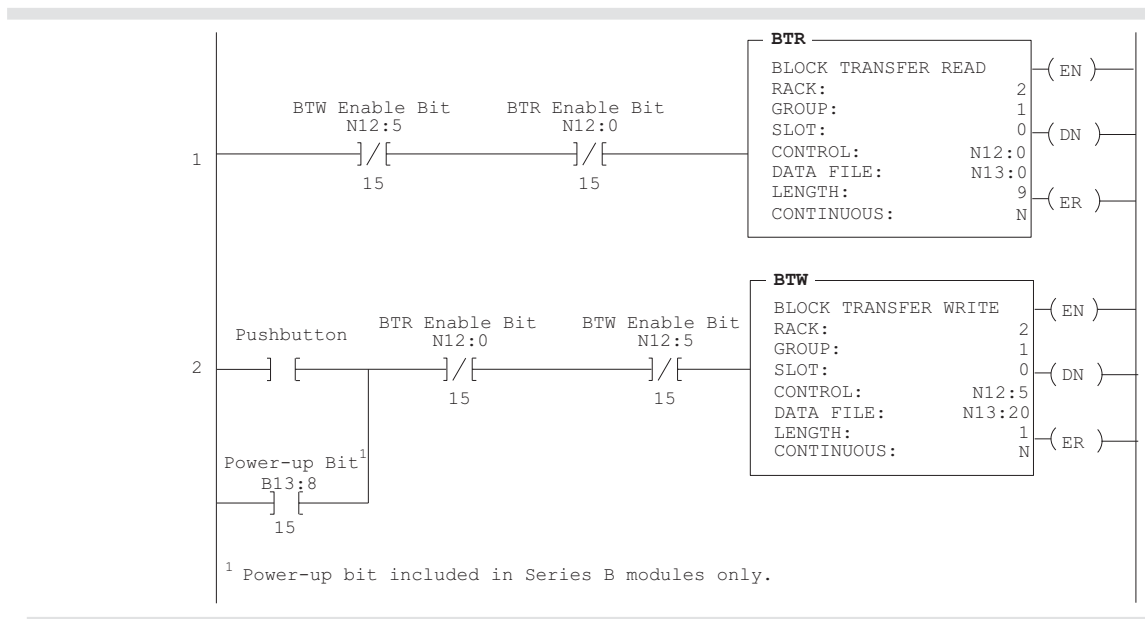 BTR
BLOCK TRANSFER READ
RACK: 2
GROUP: 1
SLOT: 0
CONTROL: N12:0
DATA FILE: N13:0
LENGTH: 9
CONTINUOUS: N
( EN )
( DN )
( ER )
BTW Enable Bit
N12:5
]/[
15
BTR Enable Bit
N12:0
]/[
15
1
BTW
BLOCK TRANSFER WRITE
RACK: 2
GROUP: 1
SLOT: 0
CONTROL: N12:5
DATA FILE: N13:20
LENGTH: 1
CONTINUOUS: N
( EN )
( DN )
( ER )
2
Pushbutton
] [
BTR Enable Bit
N12:0
]/[
15
BTW Enable Bit
N12:5
]/[
15
Power-up Bit1
B13:8
] [
15
1 Power-up bit included in Series B modules only.